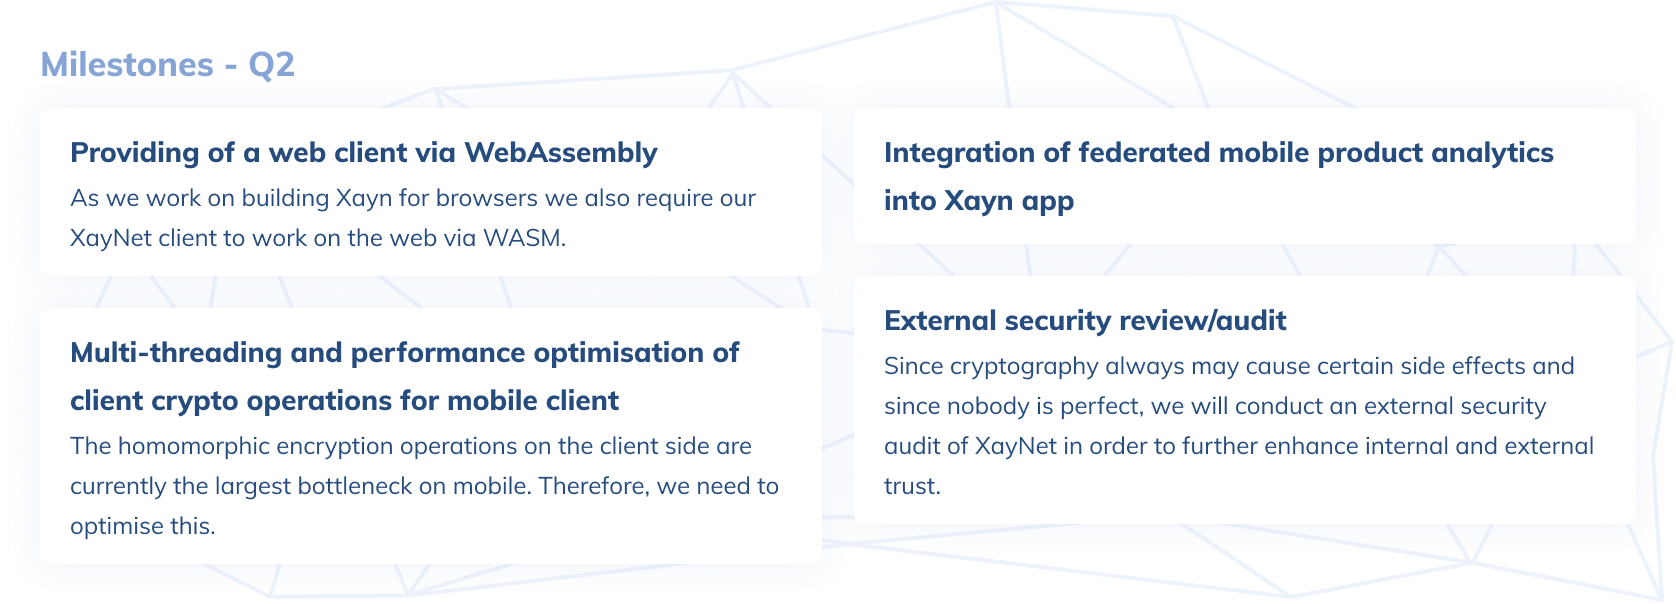 Milestones - Q2
Providing of a web client via WebAssembly
As we work on building Xayn for browsers we also require our
XayNet client to work on the web via WASM.
Multi-threading and performance optimisation of
client crypto operations for mobile client
The homomorphic encryption operations on the client side are
currently the largest bottleneck on mobile. Therefore, we need to
optimise this.
Integration of federated mobile product analytics
into Xayn app
External security review/audit
Since cryptography always may cause certain side effects and
since nobody is perfect, we will conduct an external security
audit of XayNet in order to further enhance internal and external
trust.